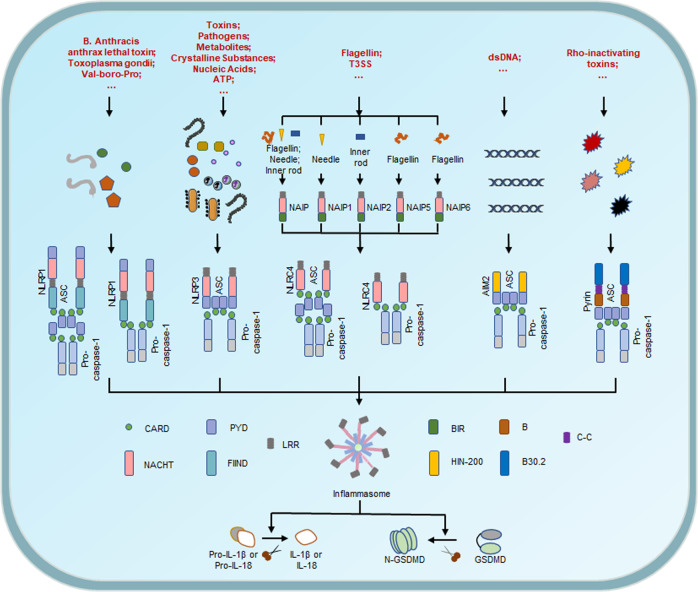 B. Anthracis
anthrax lethal toxin;
Toxoplasma gondii;
Val-boro-Pro;
...
Toxins;
Pathogens;
Metabolites;
Crystalline Substances;
Nucleic Acids;
ATP;
...
Flagellin;
T3SS
...
dsDNA;
...
Rho-inactivating
toxins;
...
Flagellin;
Needle;
Inner rod
Needle
Inner
rod
Flagellin
Flagellin
NAIP
NAIP1
NAIP2
NAIP5
NAIP6
NLRP1
ASC
Pro-
caspase-1
NLRP1
Pro-
caspase-1
NLRP3
ASC
Pro-
caspase-1
NLRC4
ASC
Pro-
caspase-1
NLRC4
Pro-
caspase-1
AIM2
ASC
Pro-
caspase-1
Pyrin
ASC
Pro-
caspase-1
CARD
PYD
LRR
NACHT
FIIND
BIR
B
C-C
HIN-200
B30.2
Inflammasome
Pro-IL-1β or
Pro-IL-18
IL-1β or
IL-18
N-GSDMD
GSDMD